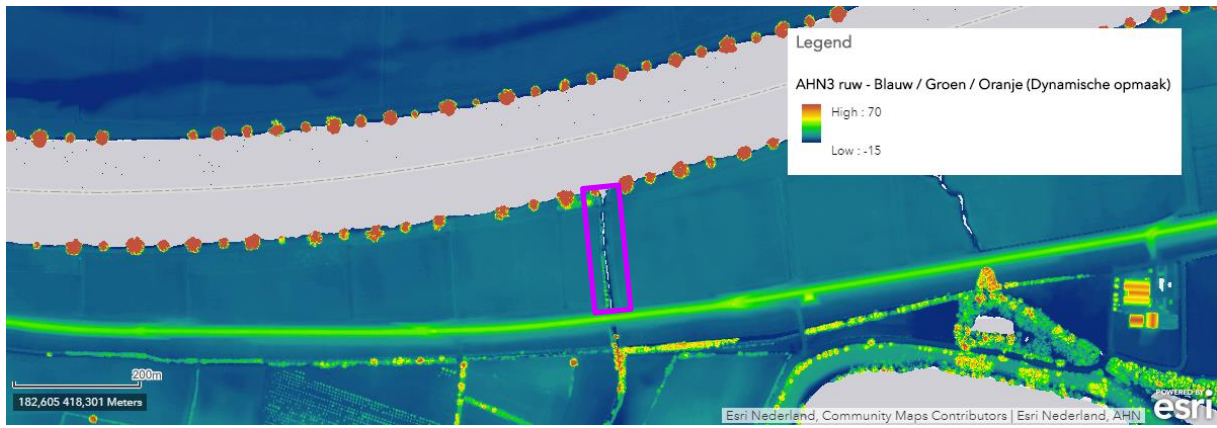 Legend
AHN3 ruw - Blauw / Groen / Oranje (Dynamische opmaak)
High : 70
Low : -15
200m
182,605 418,301 Meters
Esri Nederland, Community Maps Contributors | Esri Nederland, AHN
POWERED BY
esri